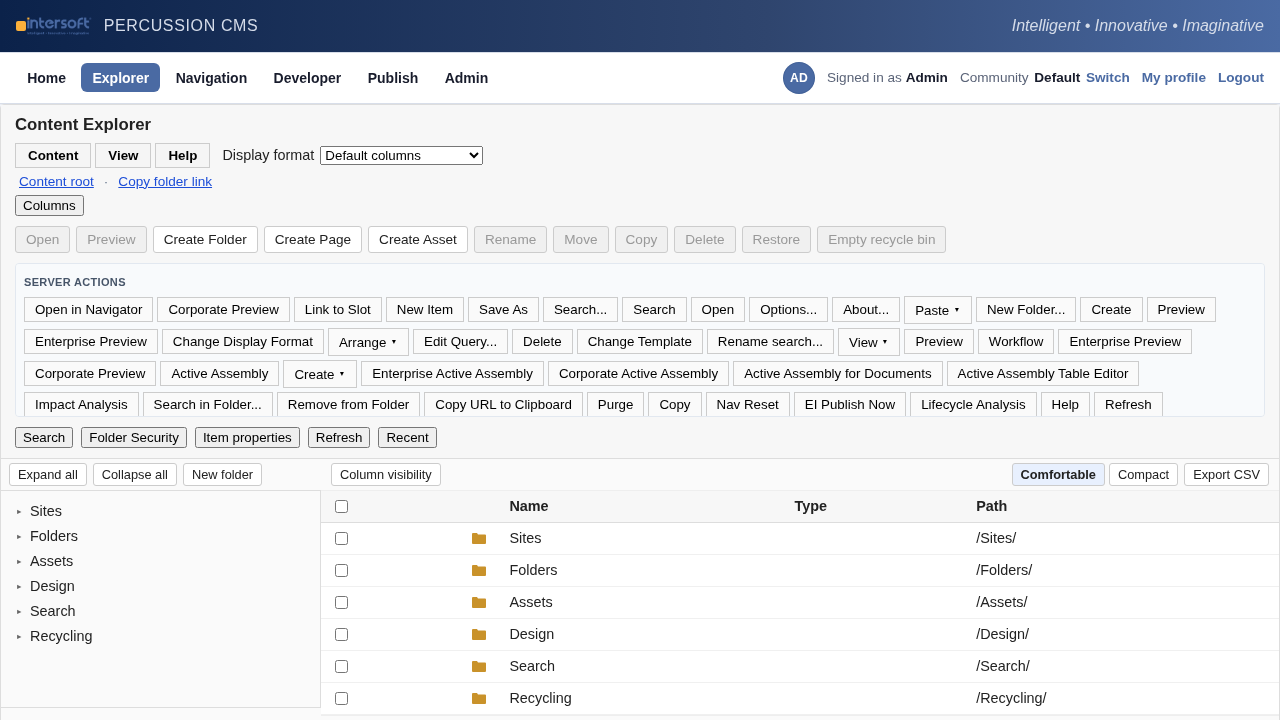 intersoft PERCUSSION CMS Intelligent • Innovative • Imaginative
Home Explorer Navigation Developer Publish Admin AD Signed in as Admin Community Default Switch My profile Logout
Content Explorer
Content View Help Display format Default columns
Content root · Copy folder link
Columns
Open Preview Create Folder Create Page Create Asset Rename Move Copy Delete Restore Empty recycle bin
SERVER ACTIONS
Open in Navigator Corporate Preview Link to Slot New Item Save As Search... Search Open Options... About... Paste ▾ New Folder... Create Preview
Enterprise Preview Change Display Format Arrange ▾ Edit Query... Delete Change Template Rename search... View ▾ Preview Workflow Enterprise Preview
Corporate Preview Active Assembly Create ▾ Enterprise Active Assembly Corporate Active Assembly Active Assembly for Documents Active Assembly Table Editor
Impact Analysis Search in Folder... Remove from Folder Copy URL to Clipboard Purge Copy Nav Reset EI Publish Now Lifecycle Analysis Help Refresh
Search Folder Security Item properties Refresh Recent
Expand all Collapse all New folder Column visibility Comfortable Compact Export CSV
Name Type Path
▸ Sites
▸ Folders
▸ Assets
▸ Design
▸ Search
▸ Recycling
Sites /Sites/
Folders /Folders/
Assets /Assets/
Design /Design/
Search /Search/
Recycling /Recycling/